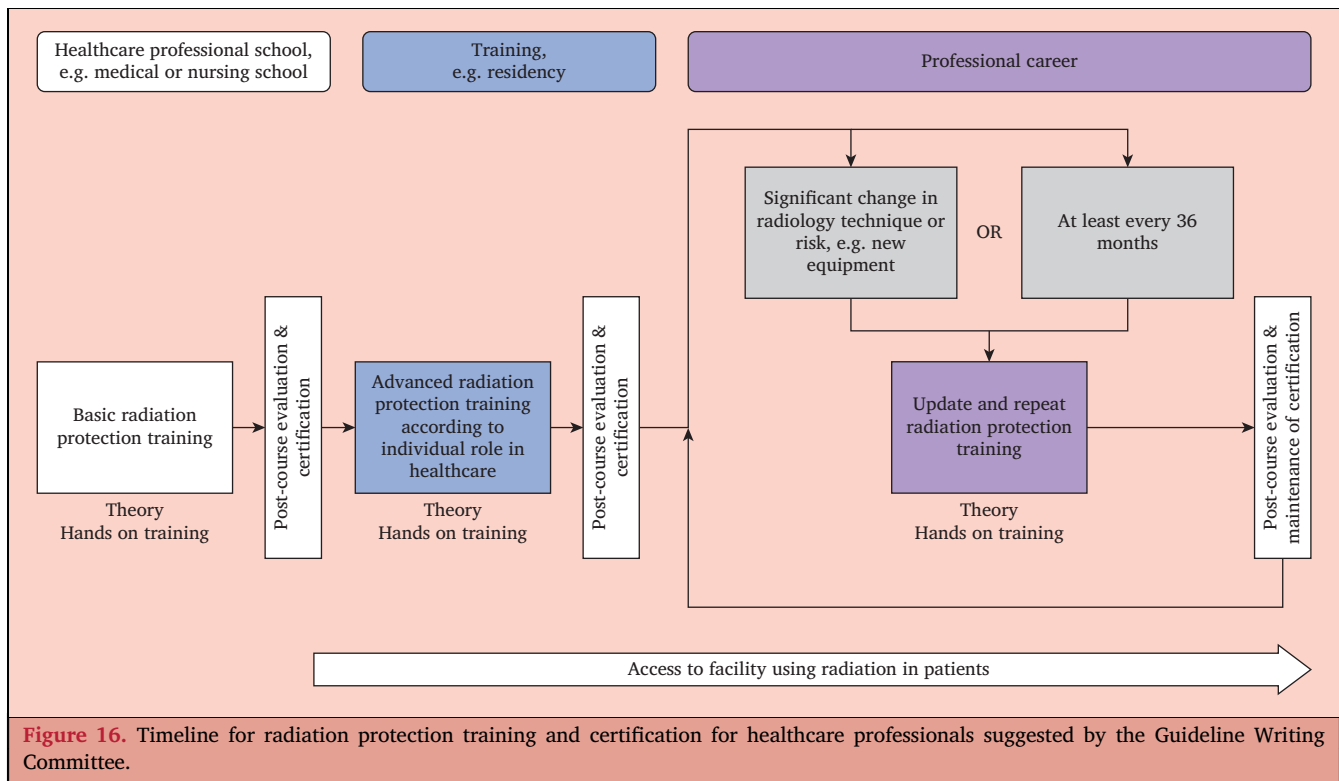 Healthcare professional school,
e.g. medical or nursing school
Training,
e.g. residency
Professional career
Significant change in
radiology technique or
risk, e.g. new
equipment
OR
At least every 36
months
Basic radiation
protection training
Theory
Hands on training
Post-course evaluation &
certification
Advanced radiation
protection training
according to
individual role in
healthcare
Theory
Hands on training
Post-course evaluation &
certification
Update and repeat
radiation protection
training
Theory
Hands on training
Post-course evaluation &
maintenance of certification
Access to facility using radiation in patients
Figure 16. Timeline for radiation protection training and certification for healthcare professionals suggested by the Guideline Writing
Committee.